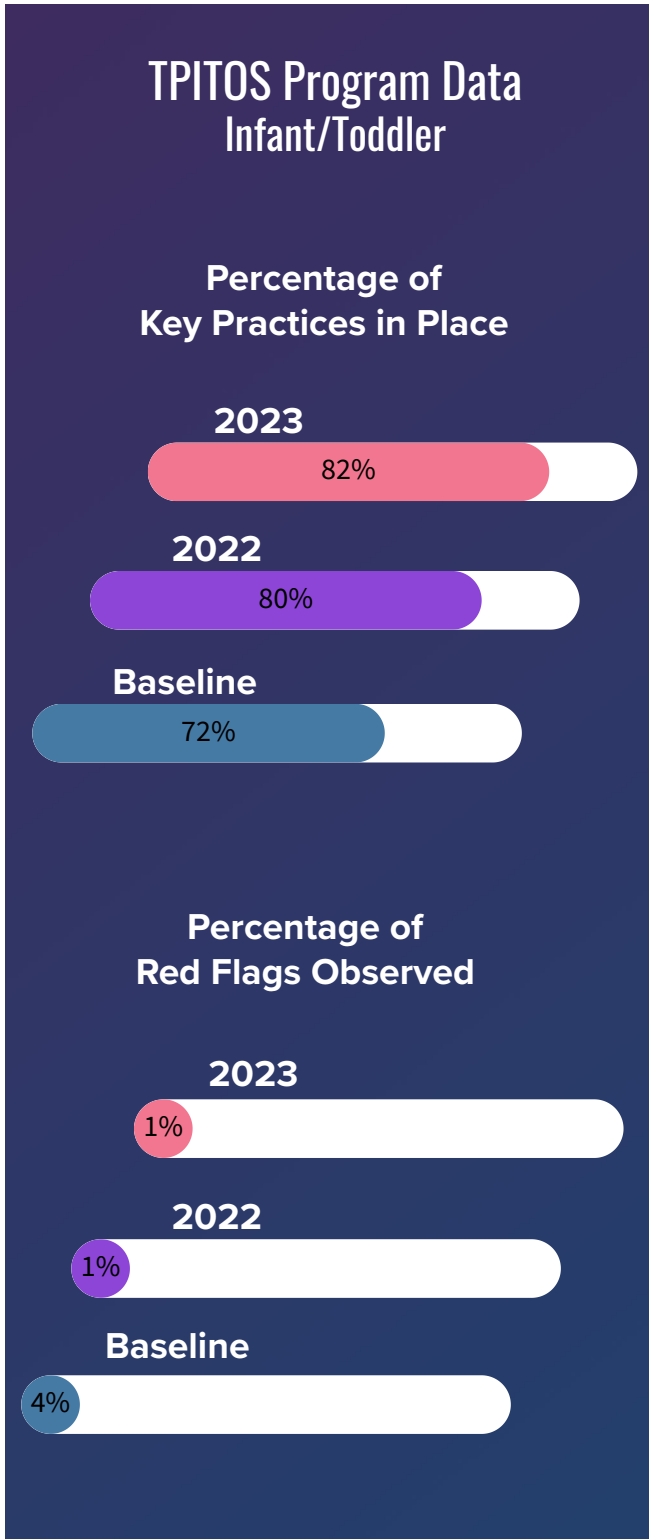 TPITOS Program Data
Infant/Toddler
Percentage of
Key Practices in Place
2023
82%
2022
80%
Baseline
72%
Percentage of
Red Flags Observed
2023
1%
2022
1%
Baseline
4%